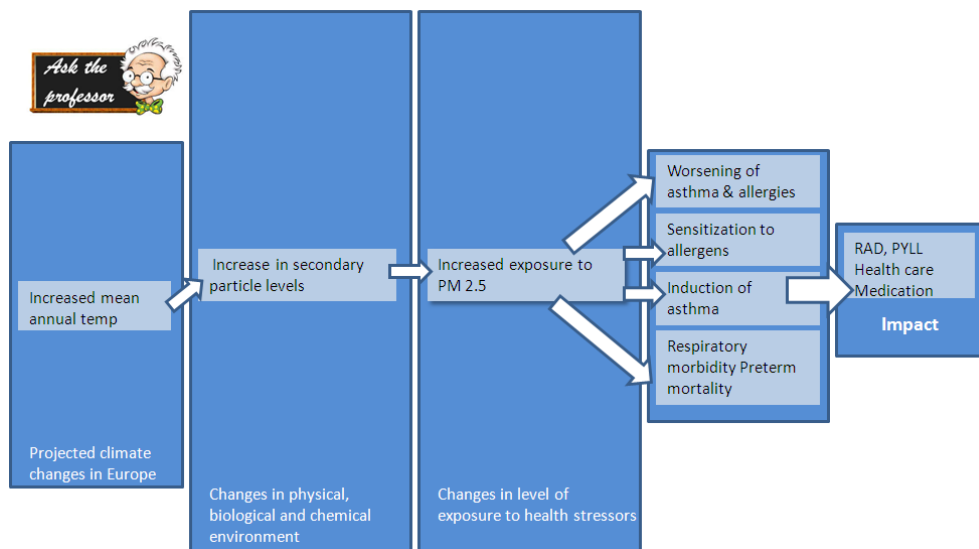 Ask the
professor
Increased mean
annual temp
Projected climate
changes in Europe
Increase in secondary
particle levels
Changes in physical,
biological and chemical
environment
Increased exposure to
PM 2.5
Changes in level of
exposure to health stressors
Worsening of
asthma & allergies
Sensitization to
allergens
Induction of
asthma
Respiratory
morbidity Preterm
mortality
RAD, PYLL
Health care
Medication
Impact